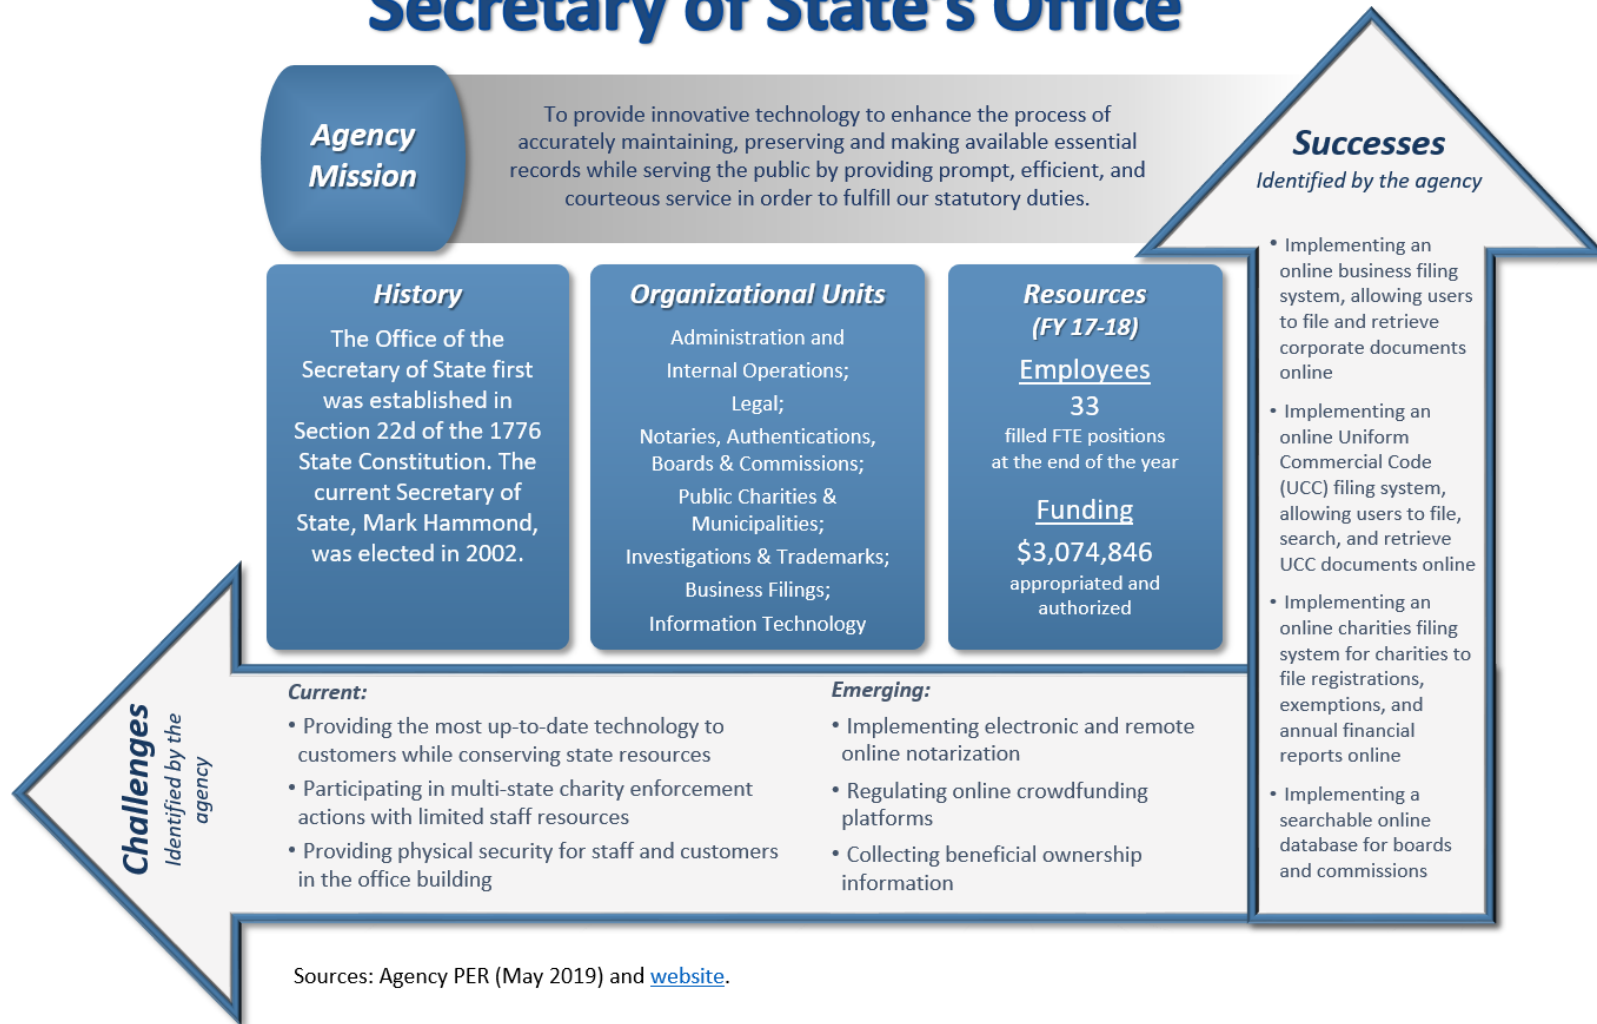 Secretary of State's Office
Agency
Mission
To provide innovative technology to enhance the process of
accurately maintaining, preserving and making available essential
records while serving the public by providing prompt, efficient, and
courteous service in order to fulfill our statutory duties.
Successes
Identified by the agency
• Implementing an
online business filing
system, allowing users
to file and retrieve
corporate documents
online
• Implementing an
online Uniform
Commercial Code
(UCC) filing system,
allowing users to file,
search, and retrieve
UCC documents online
• Implementing an
online charities filing
system for charities to
file registrations,
exemptions, and
annual financial
reports online
• Implementing a
searchable online
database for boards
and commissions
History
The Office of the
Secretary of State first
was established in
Section 22d of the 1776
State Constitution. The
current Secretary of
State, Mark Hammond,
was elected in 2002.
Organizational Units
Administration and
Internal Operations;
Legal;
Notaries, Authentications,
Boards & Commissions;
Public Charities &
Municipalities;
Investigations & Trademarks;
Business Filings;
Information Technology
Resources
(FY 17-18)
Employees
33
filled FTE positions
at the end of the year
Funding
$3,074,846
appropriated and
authorized
Challenges
Identified by the
agency
Current:
• Providing the most up-to-date technology to
customers while conserving state resources
• Participating in multi-state charity enforcement
actions with limited staff resources
• Providing physical security for staff and customers
in the office building
Emerging:
• Implementing electronic and remote
online notarization
• Regulating online crowdfunding
platforms
• Collecting beneficial ownership
information
Sources: Agency PER (May 2019) and website.